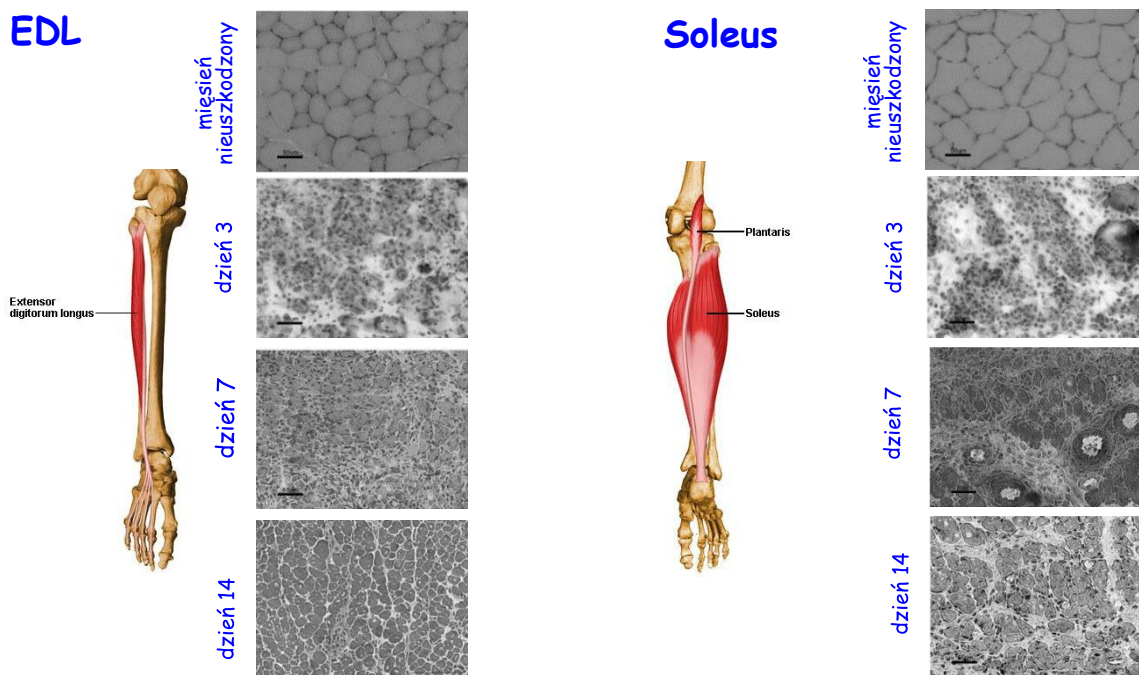 EDL
mięsień
nieuszkodzony
dzień 3
Extensor
digitorum longus
dzień 7
dzień 14
Soleus
mięsień
nieuszkodzony
dzień 3
Plantaris
Soleus
dzień 7
dzień 14